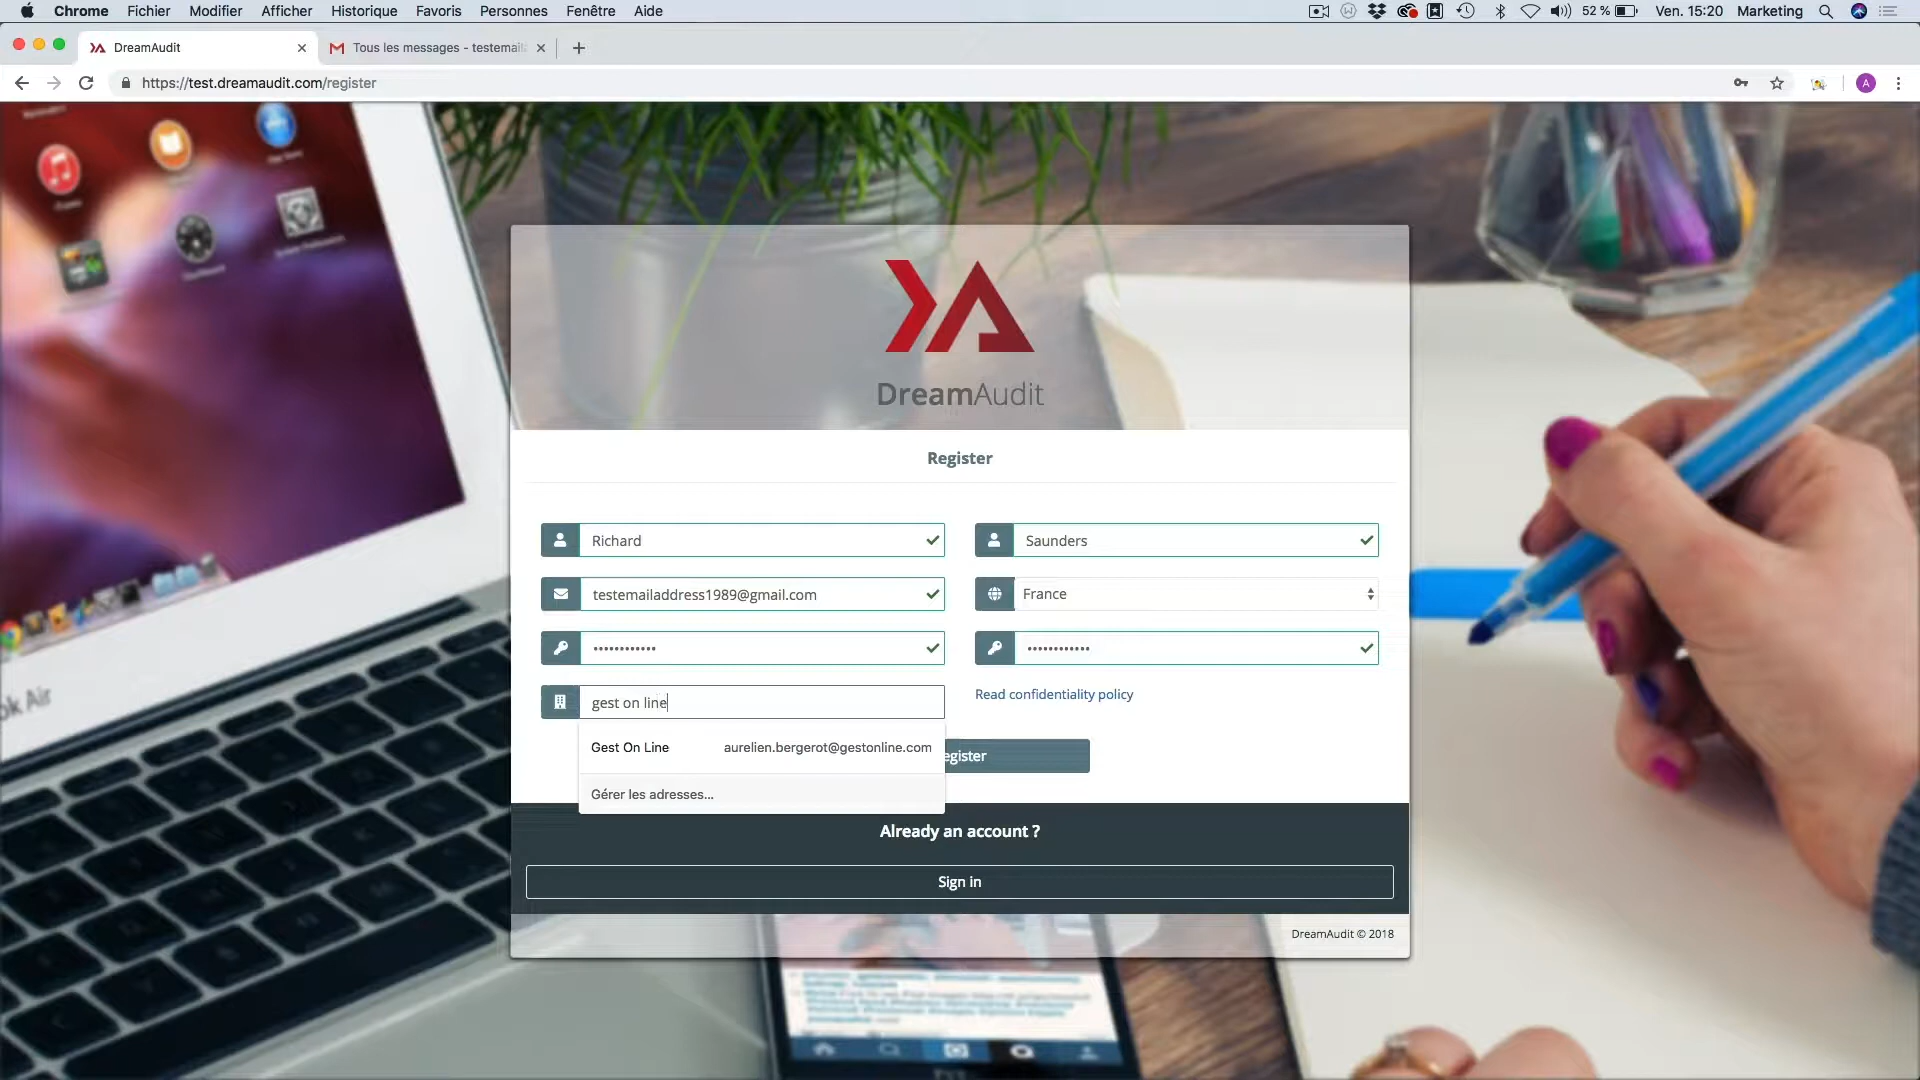 Chrome Fichier Modifier Afficher Historique Favoris Personnes Fenêtre Aide 52 % Ven. 15:20 Marketing
DreamAudit Tous les messages - testemail
https://test.dreamaudit.com/register A
DreamAudit
Register
Richard Saunders
testemailaddress1989@gmail.com France
•••••••••••• ••••••••••••
gest on line Read confidentiality policy
Gest On Line aurelien.bergerot@gestonline.com
egister
Gérer les adresses...
Already an account ?
Sign in
DreamAudit © 2018